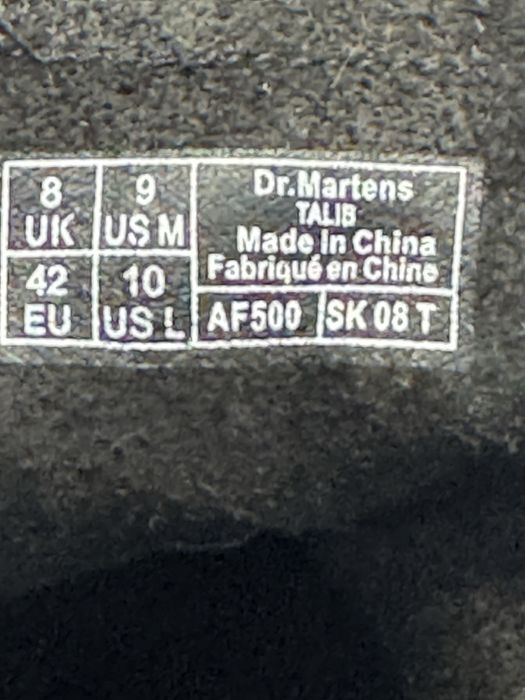 8
UK
9
US M
42
EU
10
US L
Dr.Martens
TALIB
Made in China
Fabriqué en Chine
AF500
SK 08 T